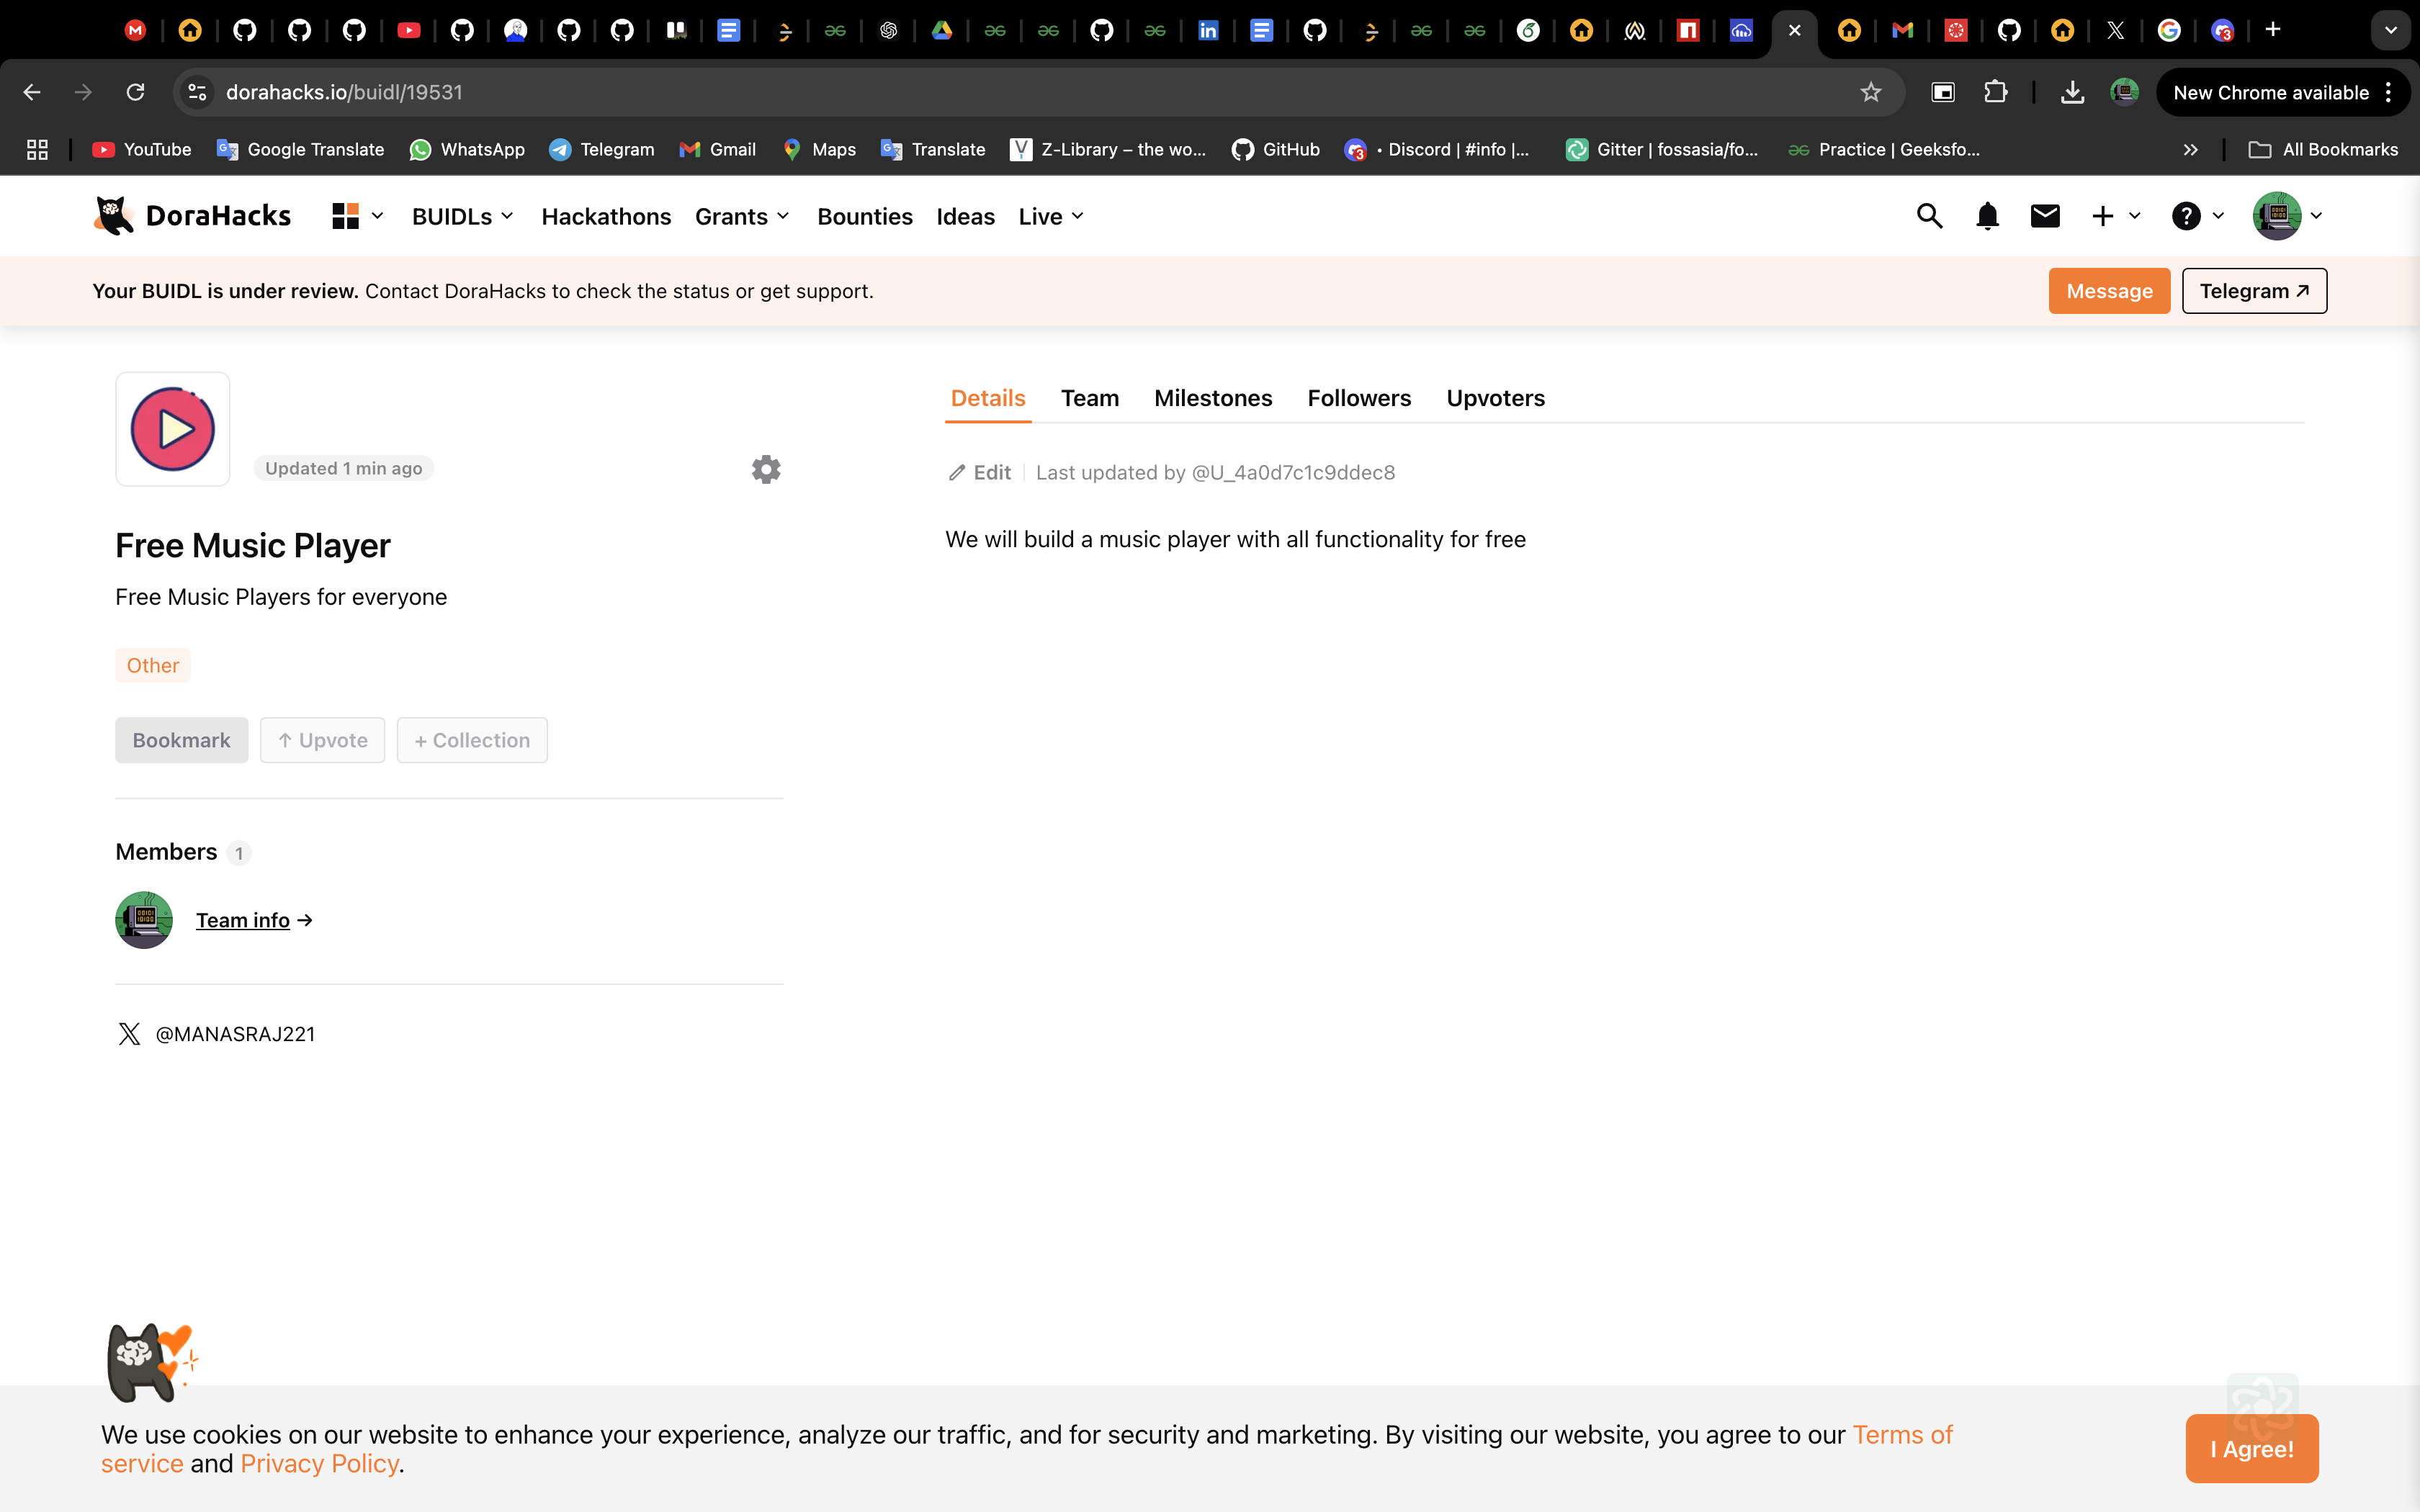 dorahacks.io/buidl/19531
New Chrome available
YouTube Google Translate WhatsApp Telegram Gmail Maps Translate Z-Library – the wo... GitHub • Discord | #info |... Gitter | fossasia/fo... Practice | Geeksfo... All Bookmarks
DoraHacks BUIDLs Hackathons Grants Bounties Ideas Live
Your BUIDL is under review. Contact DoraHacks to check the status or get support. Message Telegram
Details Team Milestones Followers Upvoters
Updated 1 min ago
Edit Last updated by @U_4a0d7c1c9ddec8
Free Music Player
We will build a music player with all functionality for free
Free Music Players for everyone
Other
Bookmark ↑ Upvote + Collection
Members 1
Team info →
@MANASRAJ221
We use cookies on our website to enhance your experience, analyze our traffic, and for security and marketing. By visiting our website, you agree to our Terms of
service and Privacy Policy.
I Agree!